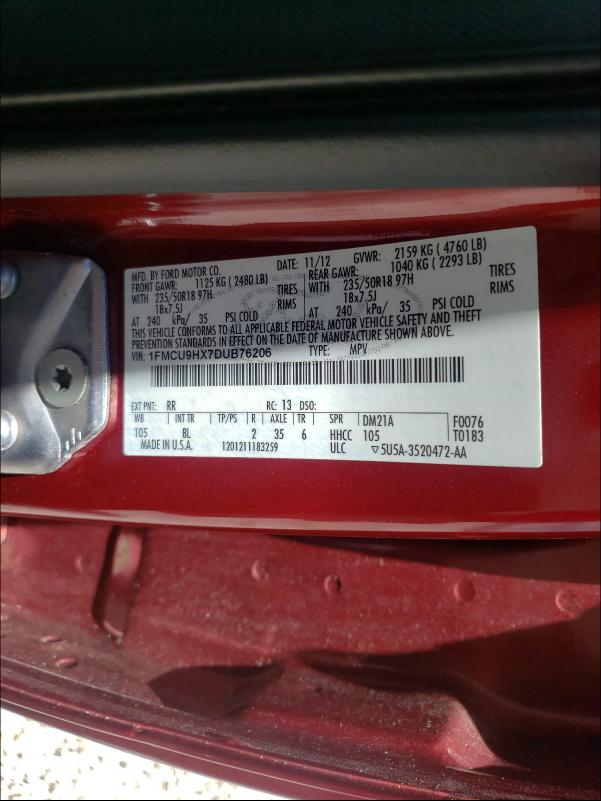 MFD. BY FORD MOTOR CO. DATE: 11/12 GVWR: 2159 KG ( 4760 LB)
FRONT GAWR: 1125 KG ( 2480 LB) REAR GAWR: 1040 KG ( 2293 LB)
WITH 235/50R18 97H TIRES WITH 235/50R18 97H TIRES
18x7.5J RIMS 18x7.5J RIMS
AT 240 kPa/ 35 PSI COLD AT 240 kPa/ 35 PSI COLD
THIS VEHICLE CONFORMS TO ALL APPLICABLE FEDERAL MOTOR VEHICLE SAFETY AND THEFT
PREVENTION STANDARDS IN EFFECT ON THE DATE OF MANUFACTURE SHOWN ABOVE.
VIN: 1FMCU9HX7DUB76206 TYPE: MPV
EXT PNT: RR RC: 13 DSO:
WB INT TR TP/PS R AXLE TR SPR DM21A F0076
105 8L 2 35 6 HHCC 105 T0183
MADE IN U.S.A. 1201211183259 ULC ▽5U5A-3520472-AA